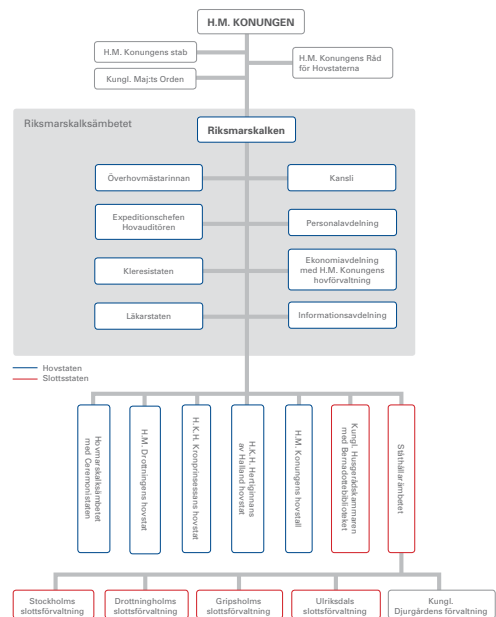 H.M. KONUNGEN
H.M. Konungens stab
Kungl. Maj:ts Orden
H.M. Konungens Råd
för Hovstaterna
Riksmarskalksämbetet
Riksmarskalken
Överhovmästarinnan
Kansli
Expeditionschefen
Hovauditören
Personalavdelning
Kleresistaten
Ekonomiavdelning
med H.M. Konungens
hovförvaltning
Läkarstaten
Informationsavdelning
Hovstaten
Slottsstaten
Hovmarskalksämbetet
med Ceremonistaten
H.M. Drottningens hovstat
H.K.H. Kronprinsessans hovstat
H.K.H. Hertiginnans
av Halland hovstat
H.M. Konungens hovstall
Kungl. Husgerådskammaren
med Bernadottebiblioteket
Ståthållarämbetet
Stockholms
slottsförvaltning
Drottningholms
slottsförvaltning
Gripsholms
slottsförvaltning
Ulriksdals
slottsförvaltning
Kungl.
Djurgårdens förvaltning